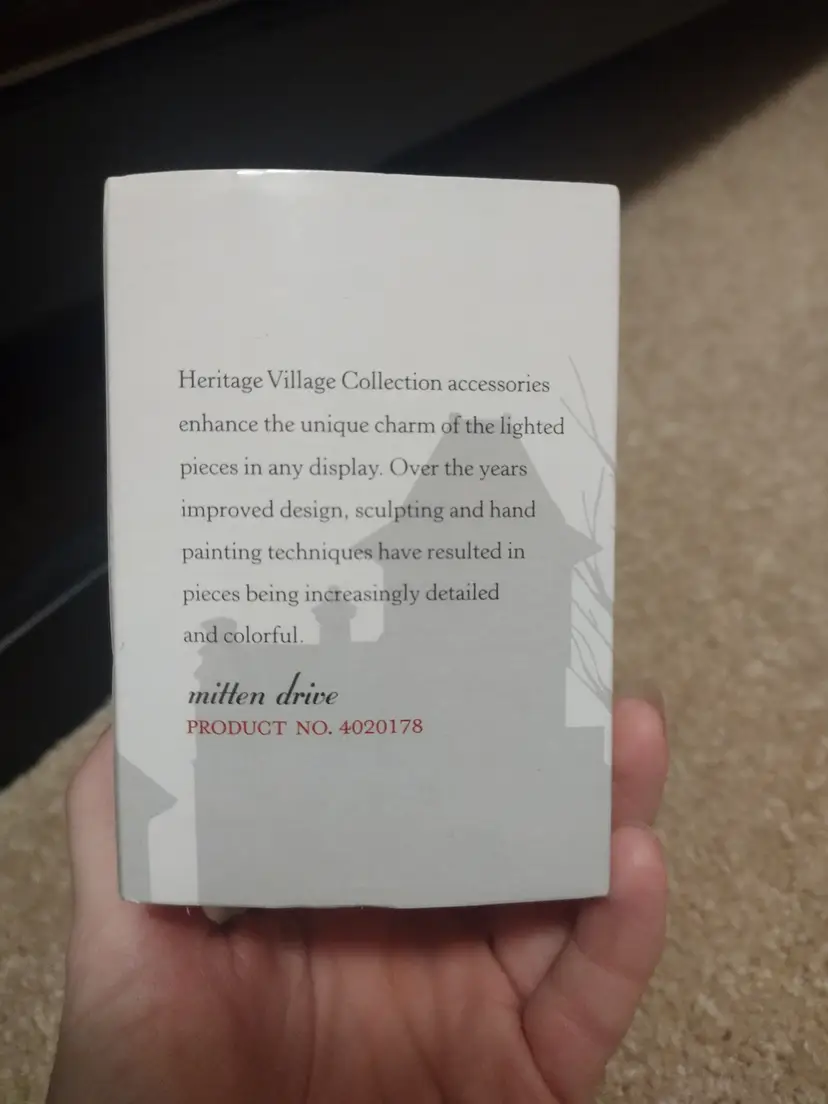 Heritage Village Collection accessories
enhance the unique charm of the lighted
pieces in any display. Over the years
improved design, sculpting and hand
painting techniques have resulted in
pieces being increasingly detailed
and colorful.
mitten drive
PRODUCT NO. 4020178